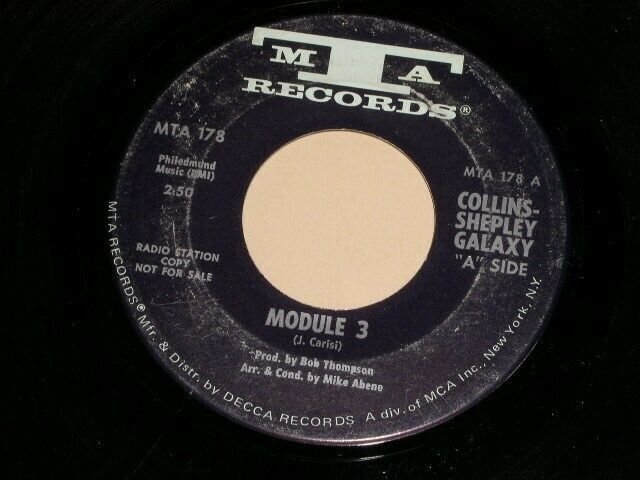 MTA
RECORDS®
MTA 178
Philedmund
Music (BMI)
2:50
RADIO STATION
COPY
NOT FOR SALE
MTA 178 A
COLLINS-
SHEPLEY
GALAXY
"A" SIDE
MODULE 3
(J. Carisi)
Prod. by Bob Thompson
Arr. & Cond. by Mike Abene
MTA RECORDS® Mfr. & Distr. by DECCA RECORDS A div. of MCA Inc., New York, N.Y.